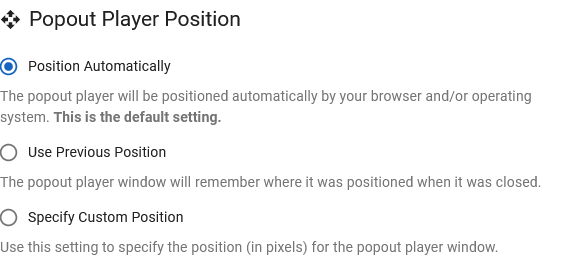 Popout Player Position
Position Automatically
The popout player will be positioned automatically by your browser and/or operating
system. This is the default setting.
Use Previous Position
The popout player window will remember where it was positioned when it was closed.
Specify Custom Position
Use this setting to specify the position (in pixels) for the popout player window.